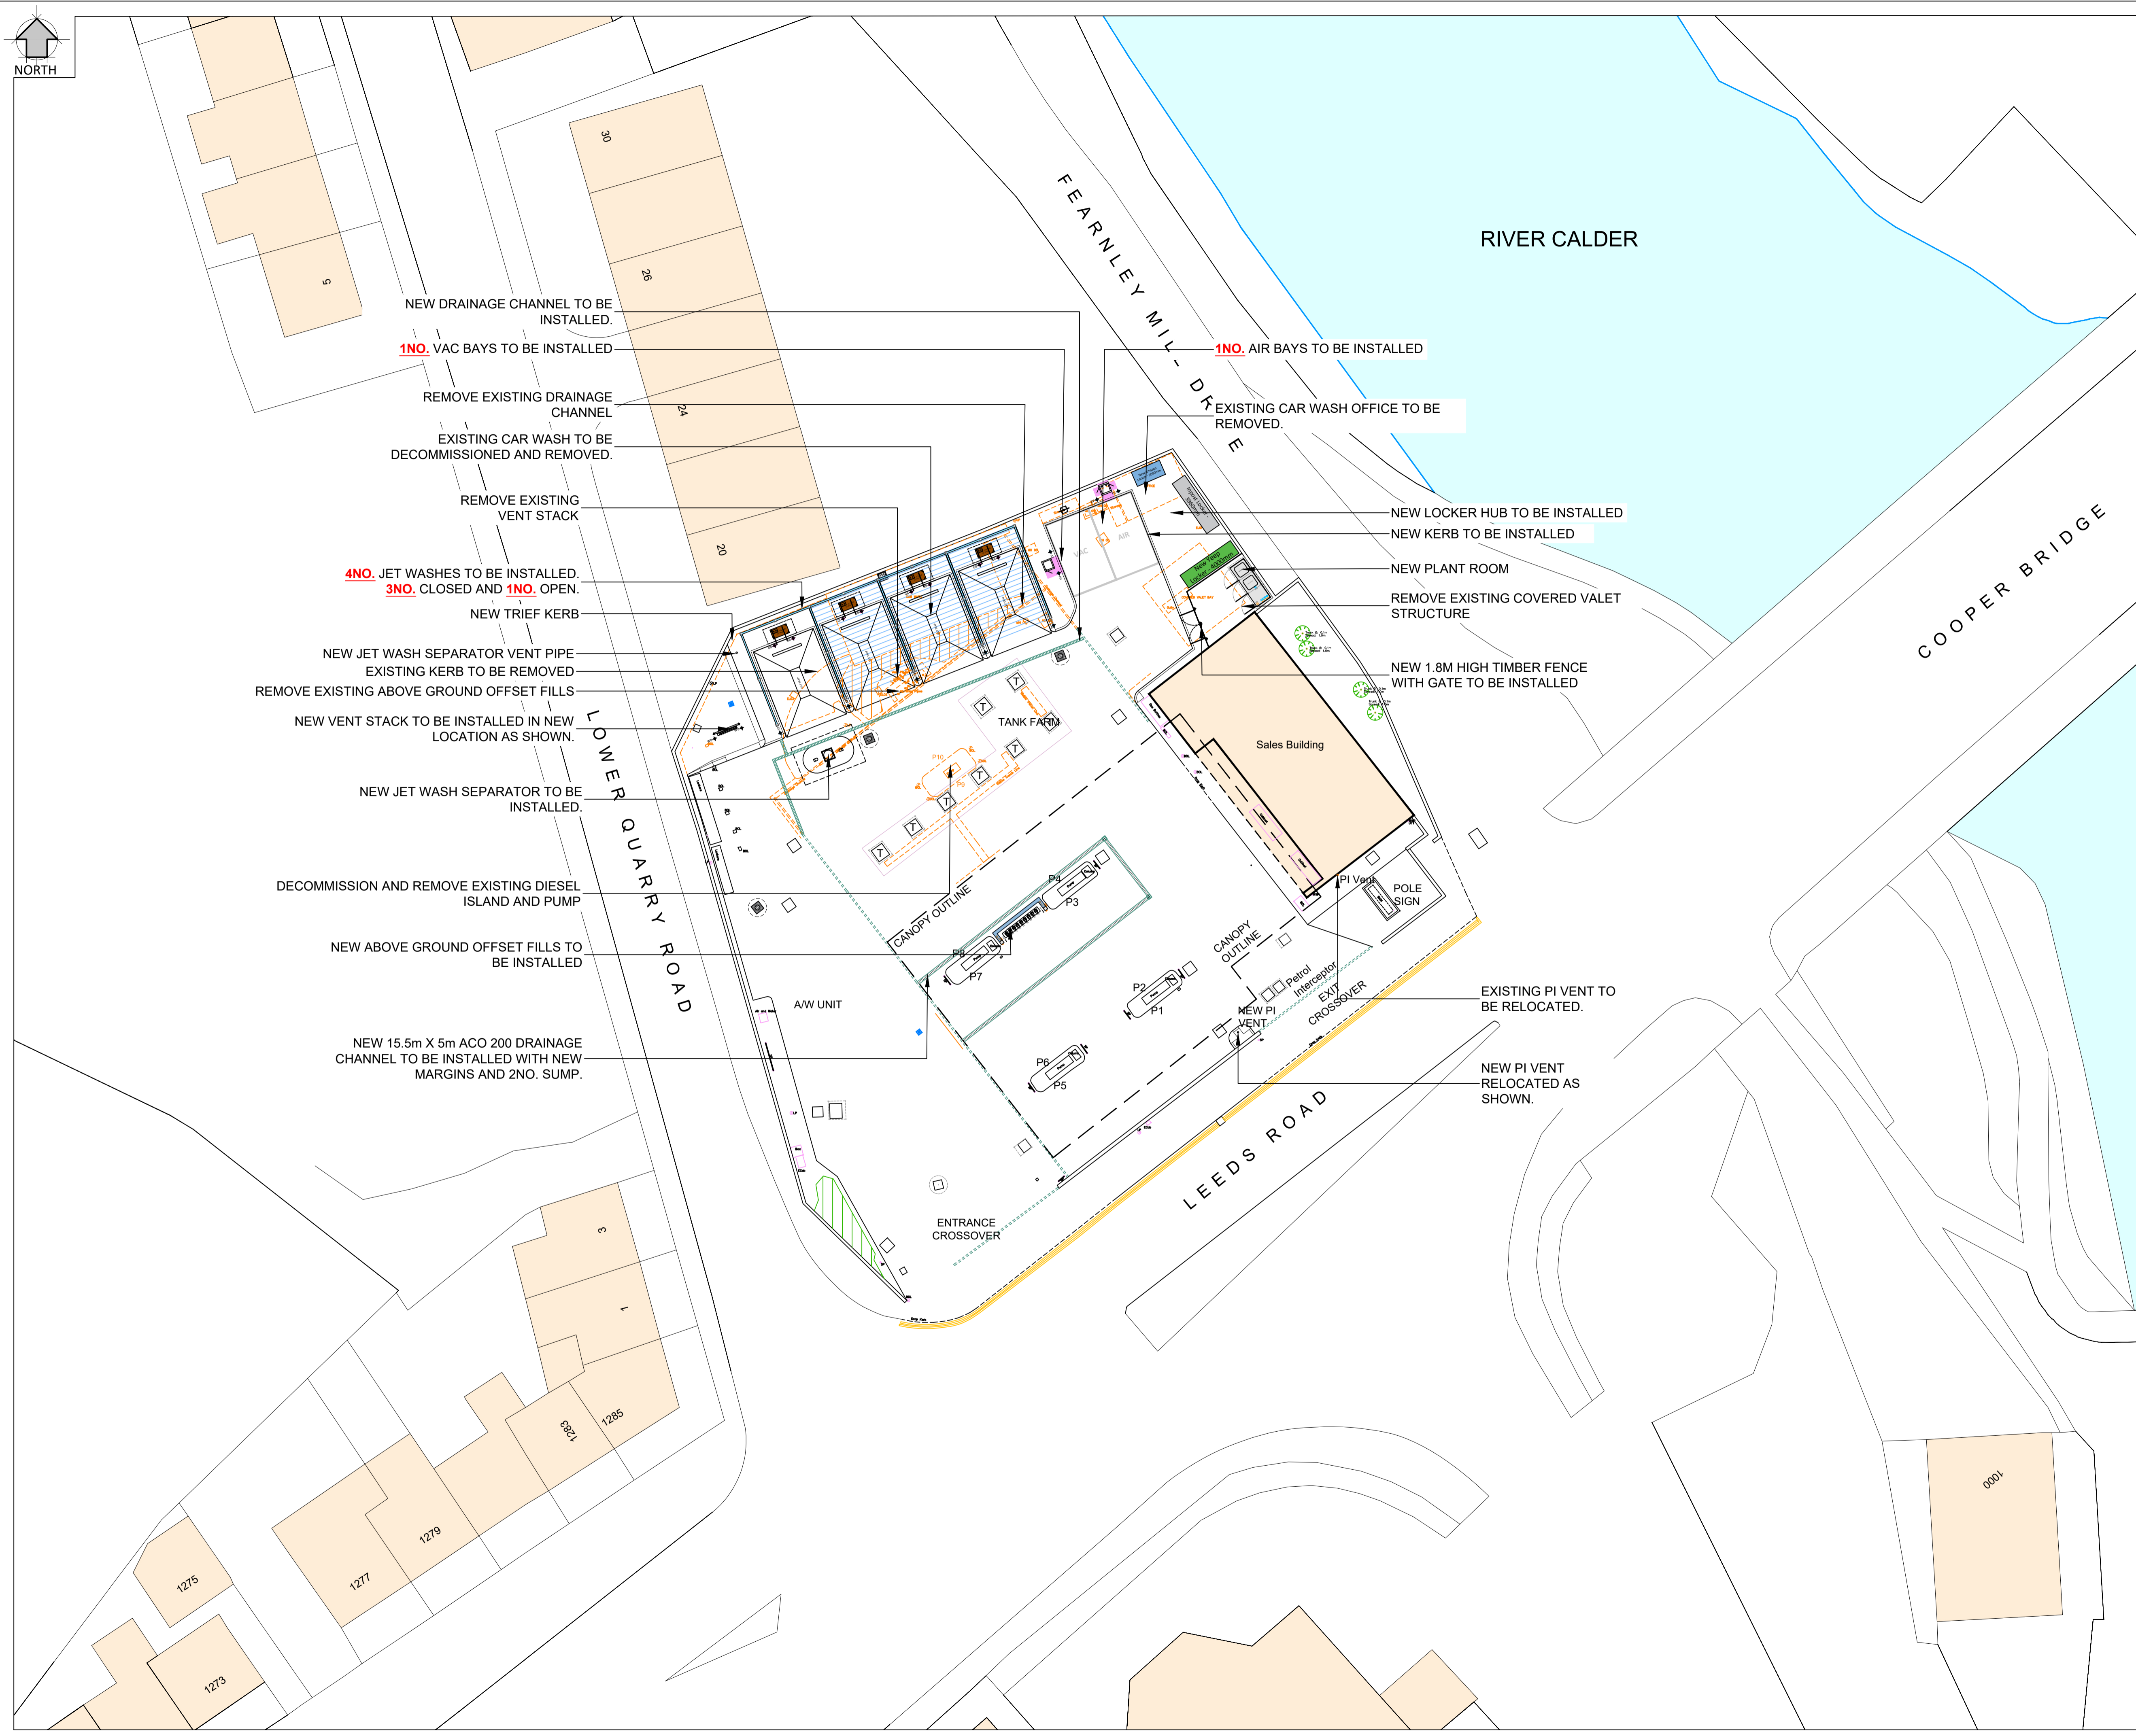 NORTH
30
26
24
20
5
FEARNLEY MILL DRIVE
RIVER CALDER
COOPER BRIDGE
NEW DRAINAGE CHANNEL TO BE
INSTALLED.
1NO. VAC BAYS TO BE INSTALLED
REMOVE EXISTING DRAINAGE
CHANNEL
EXISTING CAR WASH TO BE
DECOMMISSIONED AND REMOVED.
REMOVE EXISTING
VENT STACK
4NO. JET WASHES TO BE INSTALLED.
3NO. CLOSED AND 1NO. OPEN.
NEW TRIEF KERB
NEW JET WASH SEPARATOR VENT PIPE
EXISTING KERB TO BE REMOVED
REMOVE EXISTING ABOVE GROUND OFFSET FILLS
NEW VENT STACK TO BE INSTALLED IN NEW
LOCATION AS SHOWN.
NEW JET WASH SEPARATOR TO BE
INSTALLED.
DECOMMISSION AND REMOVE EXISTING DIESEL
ISLAND AND PUMP
NEW ABOVE GROUND OFFSET FILLS TO
BE INSTALLED
NEW 15.5m X 5m ACO 200 DRAINAGE
CHANNEL TO BE INSTALLED WITH NEW
MARGINS AND 2NO. SUMP.
1NO. AIR BAYS TO BE INSTALLED
EXISTING CAR WASH OFFICE TO BE
REMOVED.
NEW LOCKER HUB TO BE INSTALLED
NEW KERB TO BE INSTALLED
NEW PLANT ROOM
REMOVE EXISTING COVERED VALET
STRUCTURE
NEW 1.8M HIGH TIMBER FENCE
WITH GATE TO BE INSTALLED
EXISTING PI VENT TO
BE RELOCATED.
NEW PI VENT
RELOCATED AS
SHOWN.
VAC
AIR
New Yeep
Locker - 4000mm
Sales Building
TANK FARM
T
T
T
T
T
T
T
T
T
P10
P9
CANOPY OUTLINE
P4
P3
P8
P7
P2
P1
P6
P5
CANOPY
OUTLINE
Petrol
Interceptor
EXIT
CROSSOVER
NEW PI
VENT
PI Vent
POLE
SIGN
A/W UNIT
ENTRANCE
CROSSOVER
LOWER QUARRY ROAD
LEEDS ROAD
3
1
1285
1283
1279
1277
1275
1273
1000